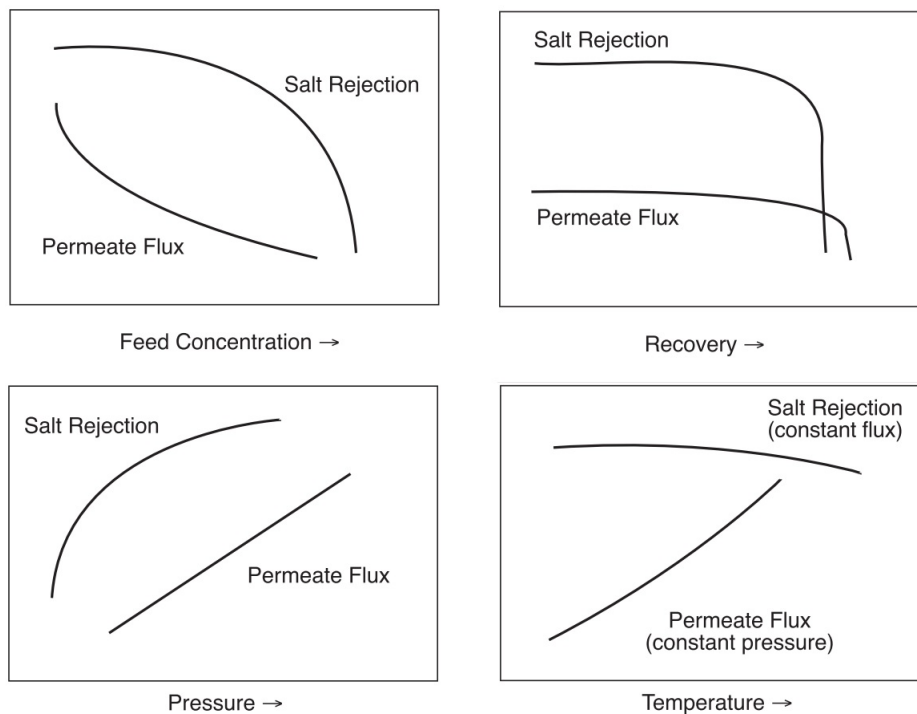 Salt Rejection
Permeate Flux
Feed Concentration →
Salt Rejection
Permeate Flux
Recovery →
Salt Rejection
Permeate Flux
Pressure →
Salt Rejection
(constant flux)
Permeate Flux
(constant pressure)
Temperature →